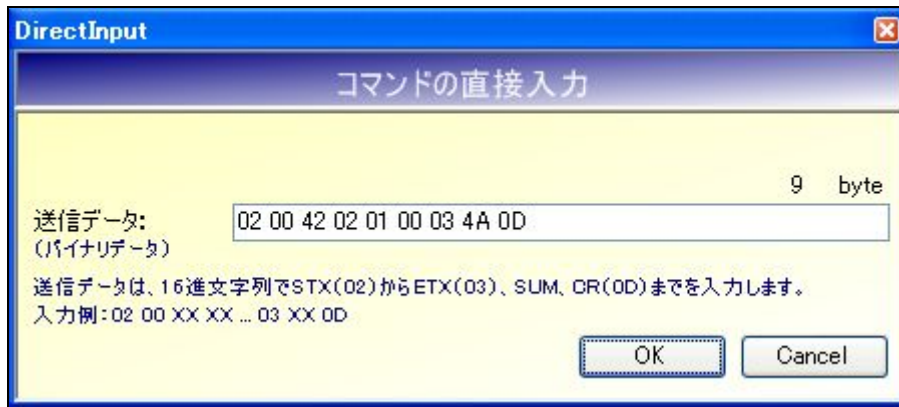 DirectInput
コマンドの直接入力
9 byte
送信データ: 02 00 42 02 01 00 03 4A 0D
(バイナリデータ)
送信データは、16進文字列でSTX(02)からETX(03)、SUM、CR(0D)までを入力します。
入力例:02 00 XX XX ... 03 XX 0D
OK Cancel